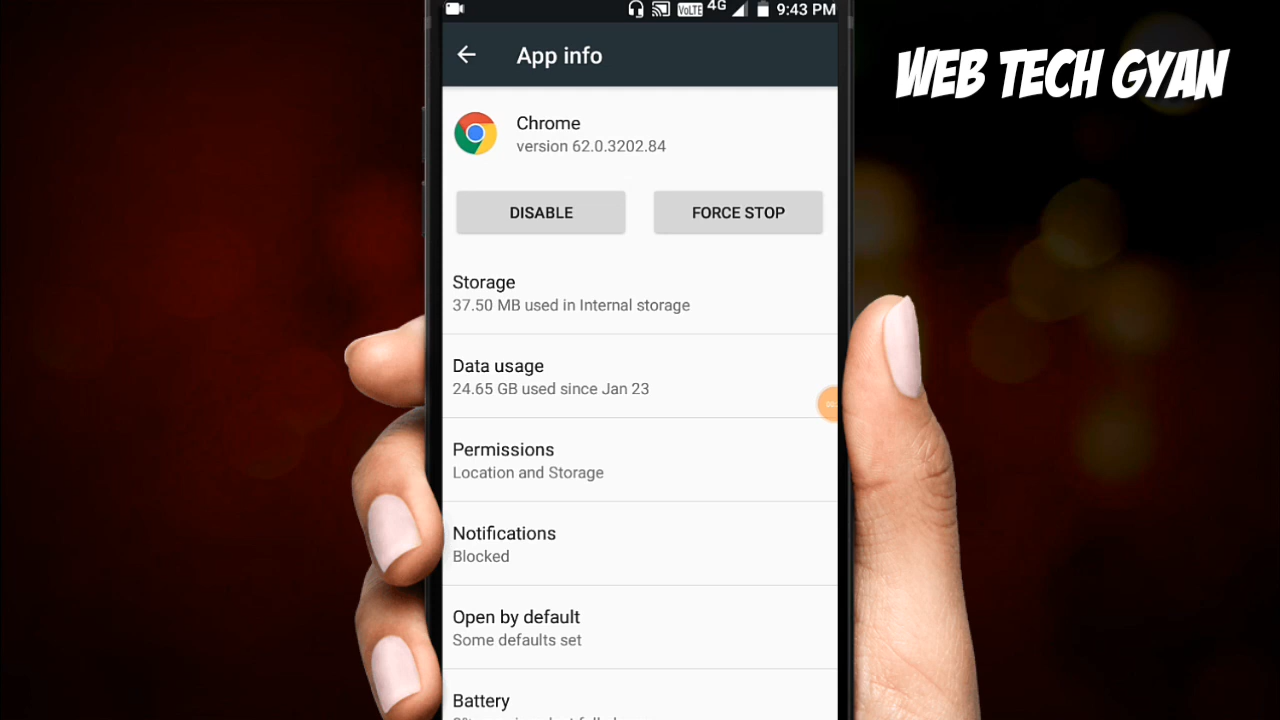 VoLTE 4G 9:43 PM
App info
WEB TECH GYAN
Chrome
version 62.0.3202.84
DISABLE
FORCE STOP
Storage
37.50 MB used in Internal storage
Data usage
24.65 GB used since Jan 23
Permissions
Location and Storage
Notifications
Blocked
Open by default
Some defaults set
Battery